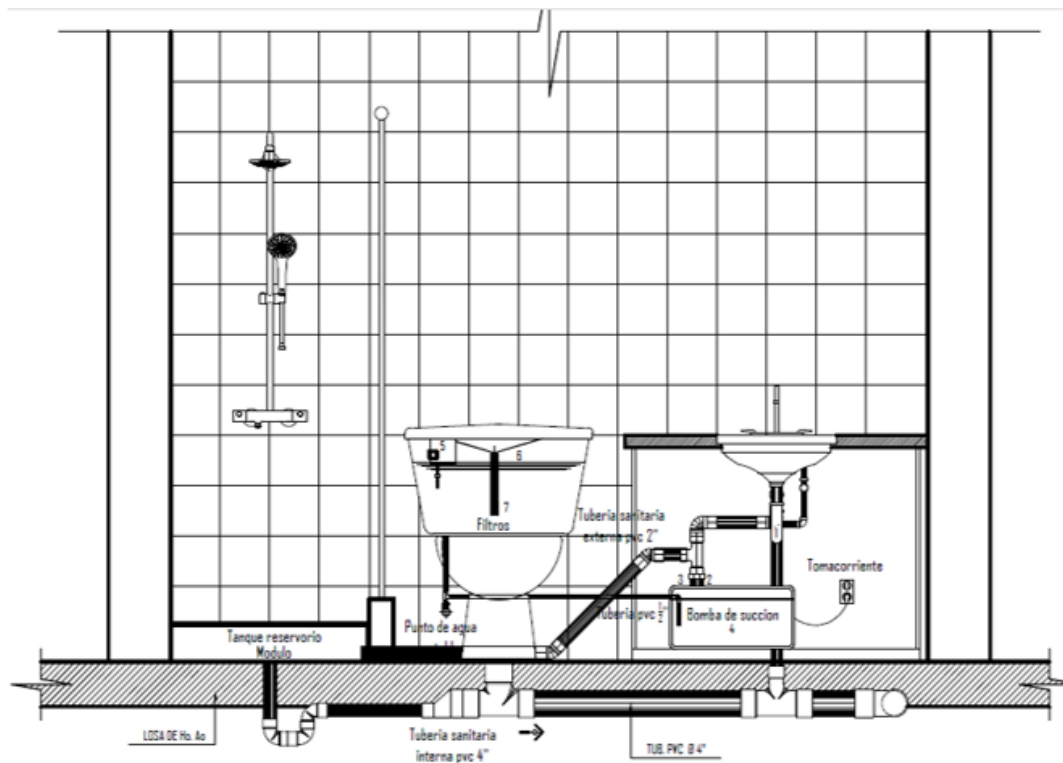 5
6
7
Filtros
Tuberia sanitaria
externa pvc 2"
Tomacorriente
3
2
Bomba de succion
4
Tuberia pvc ½"
Punto de agua
Tanque reservorio
Modulo
LOSA DE Ho. Ao
Tuberia sanitaria
interna pvc 4"
TUB. PVC Ø 4"